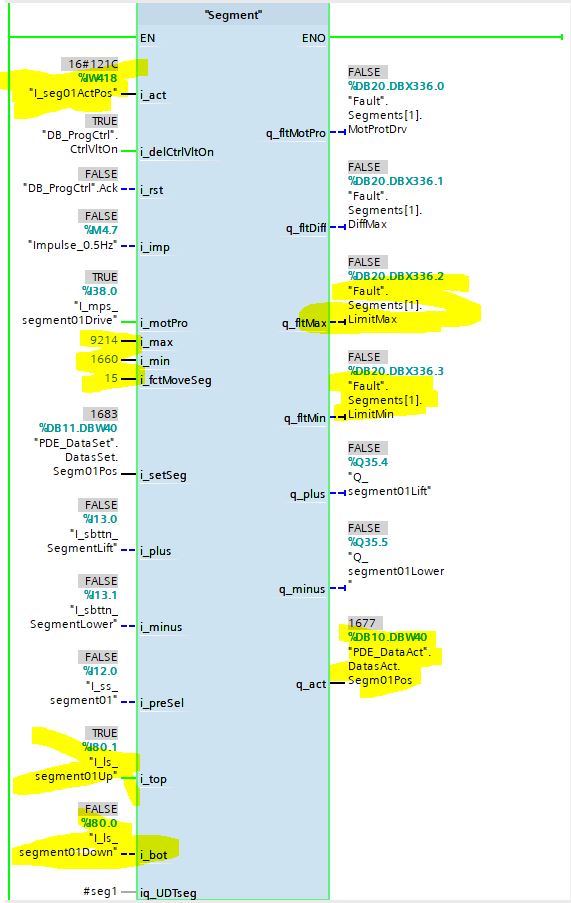 "Segment"
EN
ENO
16#121C
%IW418
"I_seg01ActPos"
i_act
TRUE
"DB_ProgCtrl".
CtrlVltOn
i_delCtrlVltOn
FALSE
"DB_ProgCtrl".Ack
i_rst
FALSE
%M4.7
"Impulse_0.5Hz"
i_imp
TRUE
%I38.0
"I_mps_
segment01Drive"
i_motPro
9214
i_max
1660
i_min
15
i_fctMoveSeg
1683
%DB11.DBW40
"PDE_DataSet".
DatasSet.
Segm01Pos
i_setSeg
FALSE
%I13.0
"I_sbttn_
SegmentLift"
i_plus
FALSE
%I13.1
"I_sbttn_
SegmentLower"
i_minus
FALSE
%I12.0
"I_ss_
segment01"
i_preSel
TRUE
%I80.1
"I_ls_
segment01Up"
i_top
FALSE
%I80.0
"I_ls_
segment01Down"
i_bot
#seg1
iq_UDTseg
FALSE
%DB20.DBX336.0
"Fault".
Segments[1].
MotProtDrv
q_fltMotPro
FALSE
%DB20.DBX336.1
"Fault".
Segments[1].
DiffMax
q_fltDiff
FALSE
%DB20.DBX336.2
"Fault".
Segments[1].
LimitMax
q_fltMax
FALSE
%DB20.DBX336.3
"Fault".
Segments[1].
LimitMin
q_fltMin
FALSE
%Q35.4
"Q_
segment01Lift"
q_plus
FALSE
%Q35.5
"Q_
segment01Lower
"
q_minus
1677
%DB10.DBW40
"PDE_DataAct".
DatasAct.
Segm01Pos
q_act